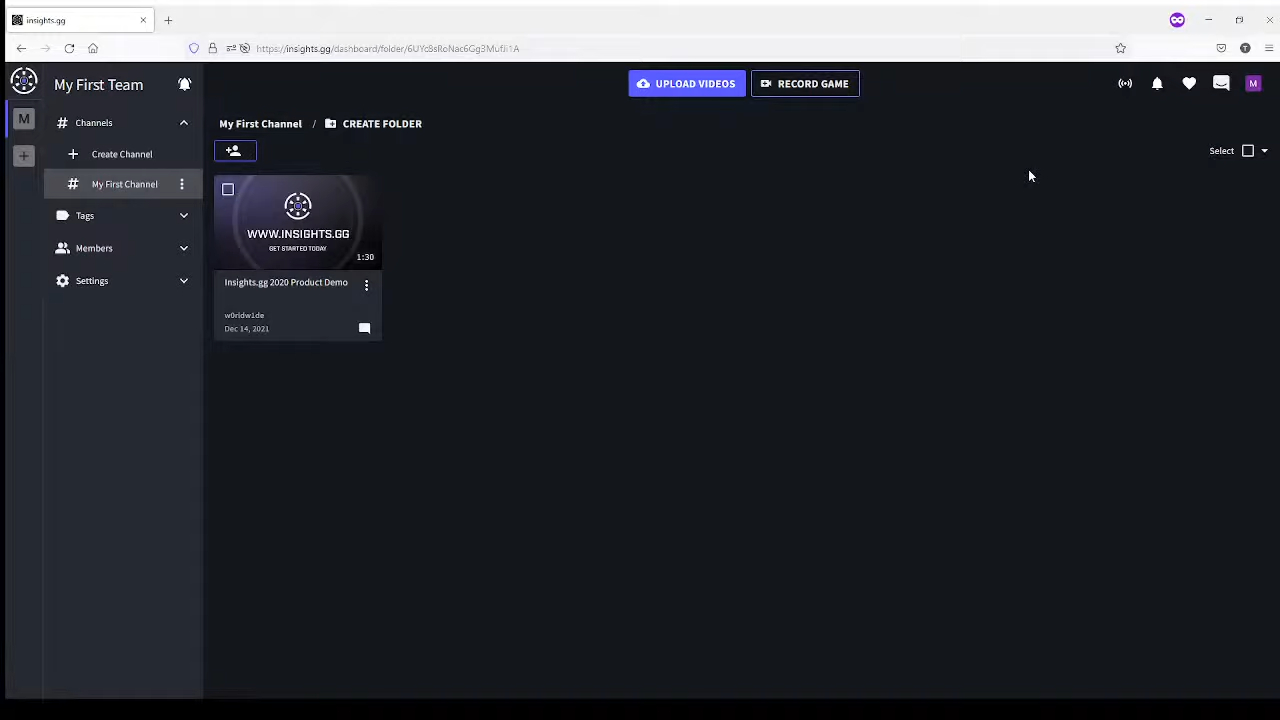 insights.gg
https://insights.gg/dashboard/folder/6UYc8sRoNac6Gg3MufJi1A
My First Team
UPLOAD VIDEOS
RECORD GAME
M
M
Channels
My First Channel / CREATE FOLDER
Create Channel
Select
My First Channel
Tags
WWW.INSIGHTS.GG
GET STARTED TODAY
Members
1:30
Settings
Insights.gg 2020 Product Demo
w0rldw1de
Dec 14, 2021